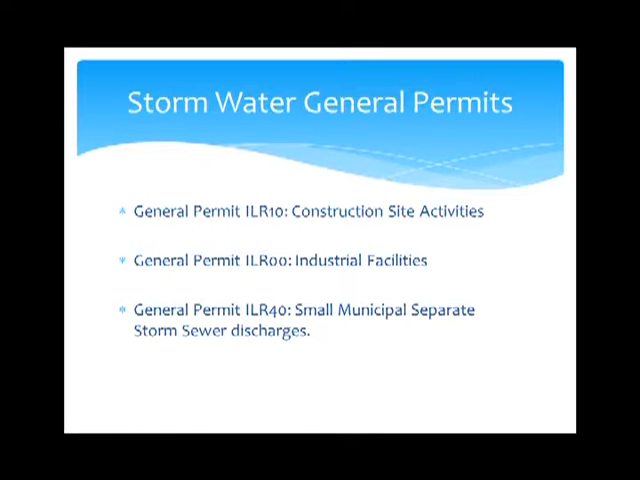 Storm Water General Permits
General Permit ILR10: Construction Site Activities
General Permit ILR00: Industrial Facilities
General Permit ILR40: Small Municipal Separate
Storm Sewer discharges.